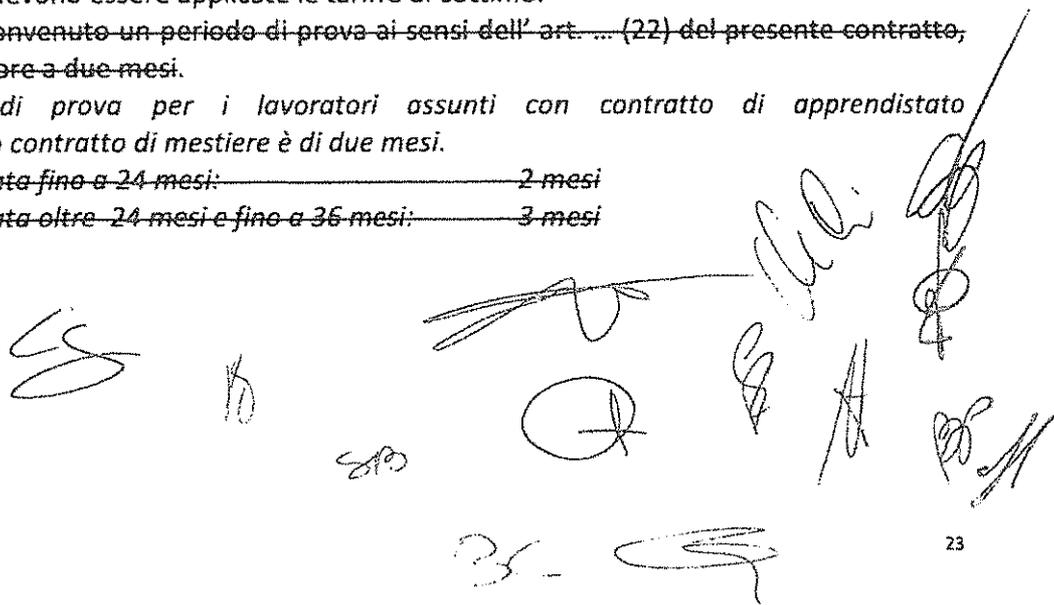 essere applicate le tariffe di cottimo.
onvenuto un periodo di prova ai sensi dell' art. ... (22) del presente contratto,
ore a due mesi.
di prova per i lavoratori assunti con contratto di apprendistato
o contratto di mestiere è di due mesi.
ata fino a 24 mesi: 2 mesi
ata oltre 24 mesi e fino a 36 mesi: 3 mesi
SB
23